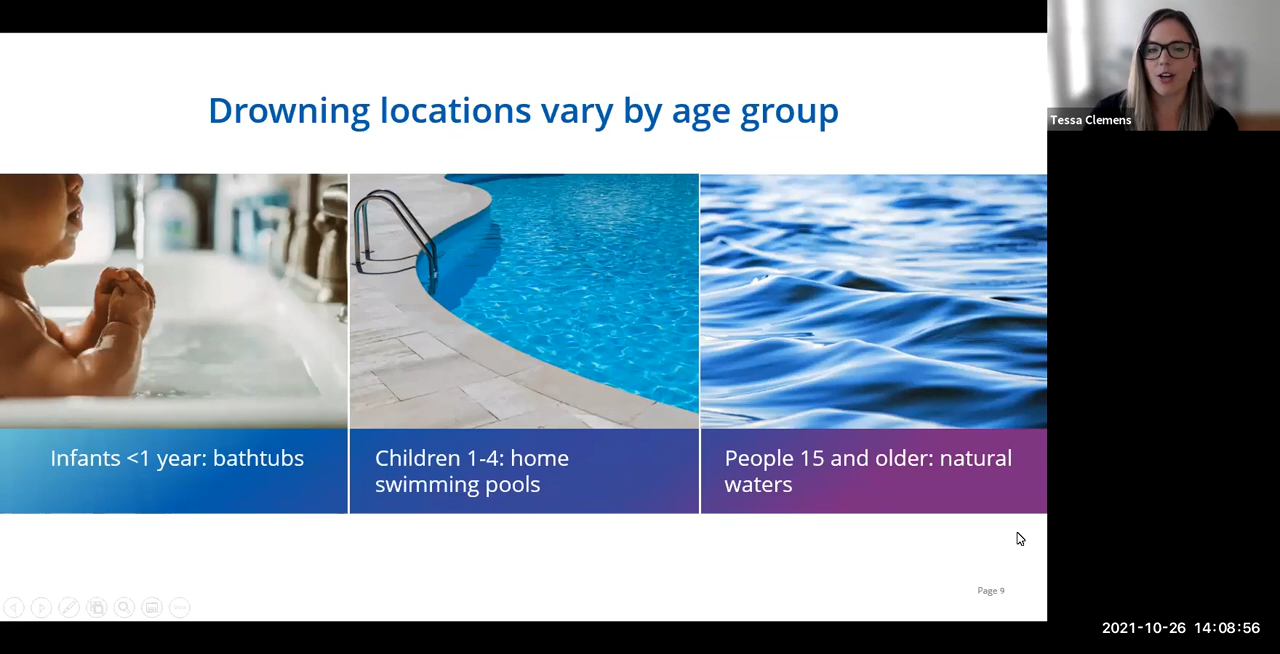 Drowning locations vary by age group
Tessa Clemens
Infants <1 year: bathtubs
Children 1-4: home
swimming pools
People 15 and older: natural
waters
Page 9
2021-10-26 14:08:56